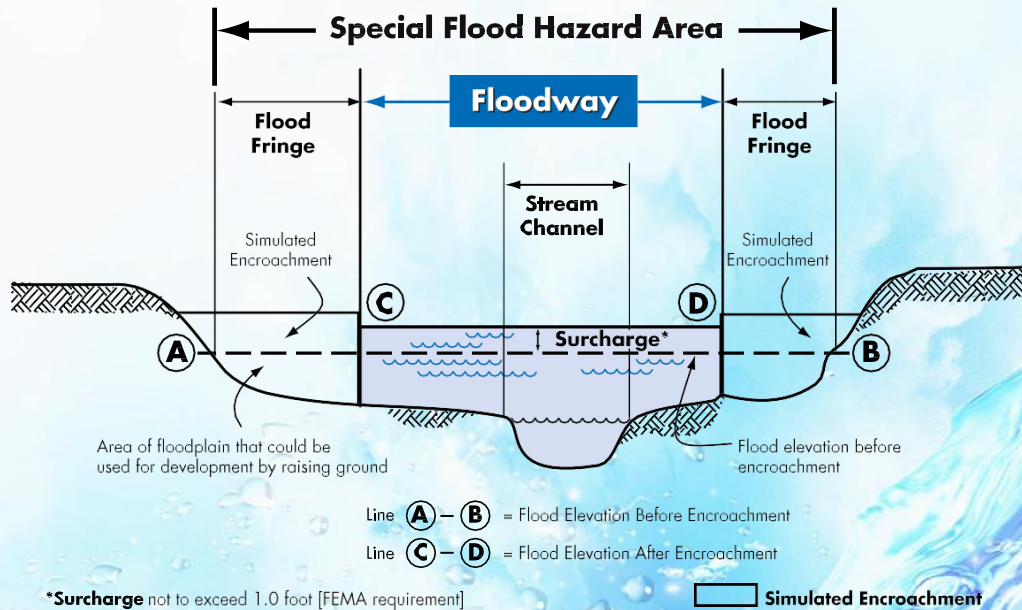 Special Flood Hazard Area
Floodway
Flood
Fringe
Flood
Fringe
Stream
Channel
Simulated
Encroachment
Simulated
Encroachment
C
D
Surcharge*
A
B
Area of floodplain that could be
used for development by raising ground
Flood elevation before
encroachment
Line A – B = Flood Elevation Before Encroachment
Line C – D = Flood Elevation After Encroachment
*Surcharge not to exceed 1.0 foot [FEMA requirement]
Simulated Encroachment